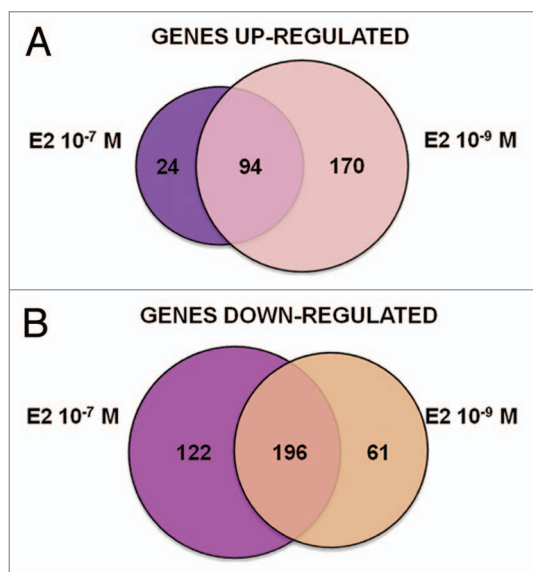 A
GENES UP-REGULATED
E2 10⁻⁷ M
E2 10⁻⁹ M
24
94
170
B
GENES DOWN-REGULATED
E2 10⁻⁷ M
E2 10⁻⁹ M
122
196
61